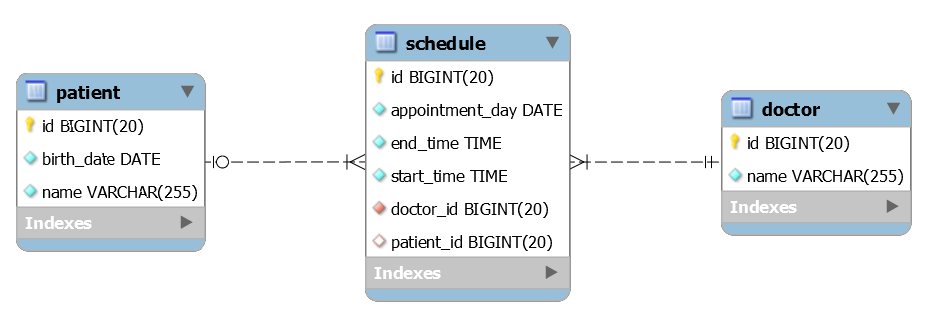 patient
id BIGINT(20)
birth_date DATE
name VARCHAR(255)
Indexes
schedule
id BIGINT(20)
appointment_day DATE
end_time TIME
start_time TIME
doctor_id BIGINT(20)
patient_id BIGINT(20)
Indexes
doctor
id BIGINT(20)
name VARCHAR(255)
Indexes